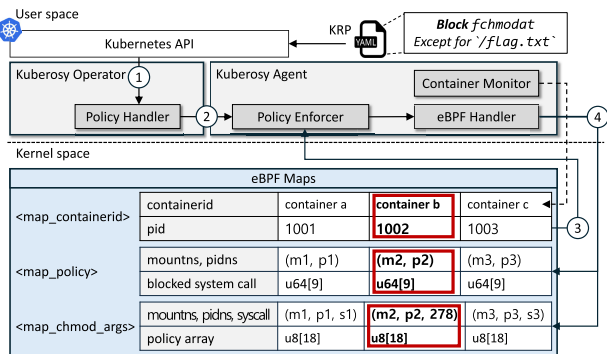 User space
KRP
YAML
Block fchmodat
Except for `/flag.txt`
Kubernetes API
Kuberosy Operator
1
Kuberosy Agent
Container Monitor
Policy Handler
2
Policy Enforcer
eBPF Handler
4
Kernel space
eBPF Maps
<map_containerid>
containerid
container a
container b
container c
pid
1001
1002
1003
3
<map_policy>
mountns, pidns
(m1, p1)
(m2, p2)
(m3, p3)
blocked system call
u64[9]
u64[9]
u64[9]
<map_chmod_args>
mountns, pidns, syscall
(m1, p1, s1)
(m2, p2, 278)
(m3, p3, s3)
policy array
u8[18]
u8[18]
u8[18]